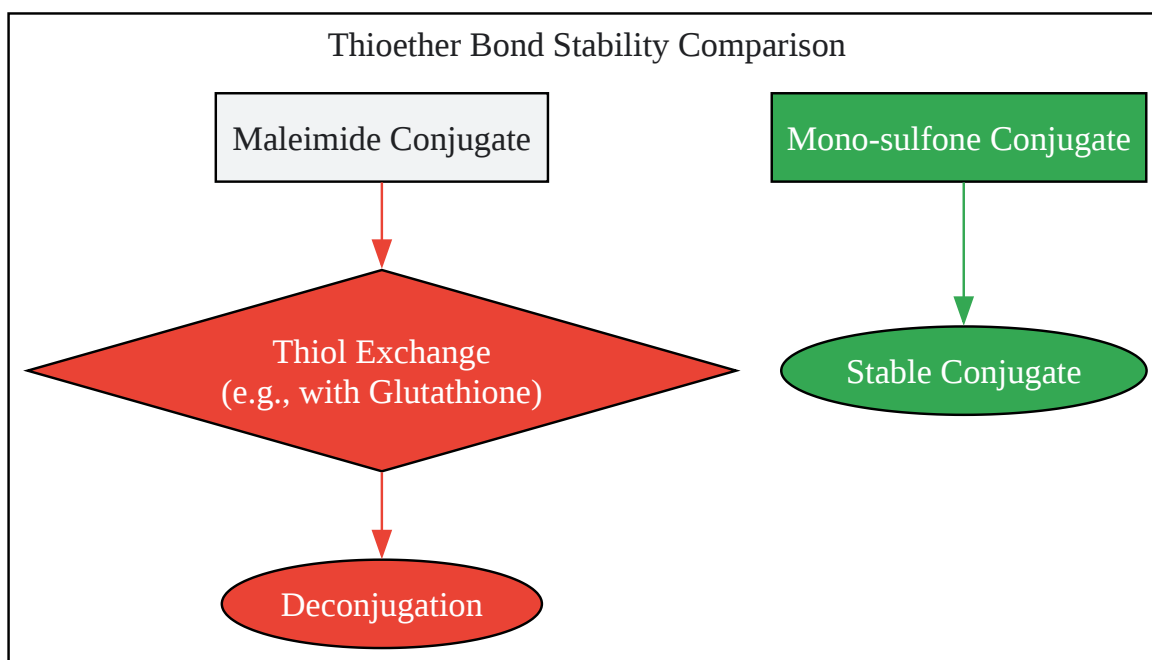 Thioether Bond Stability Comparison
Maleimide Conjugate
Mono-sulfone Conjugate
Thiol Exchange
(e.g., with Glutathione)
Stable Conjugate
Deconjugation